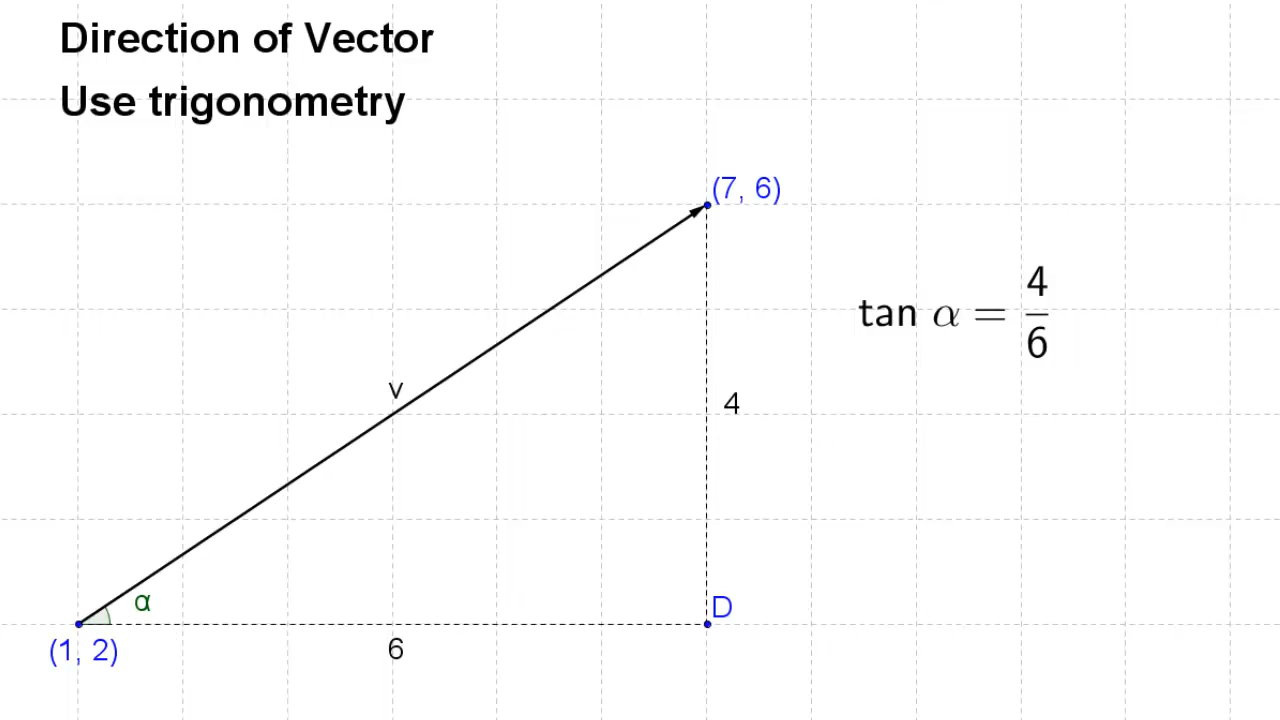 Direction of Vector
Use trigonometry
(7, 6)
tan α = 4/6
v
4
α
D
(1, 2)
6